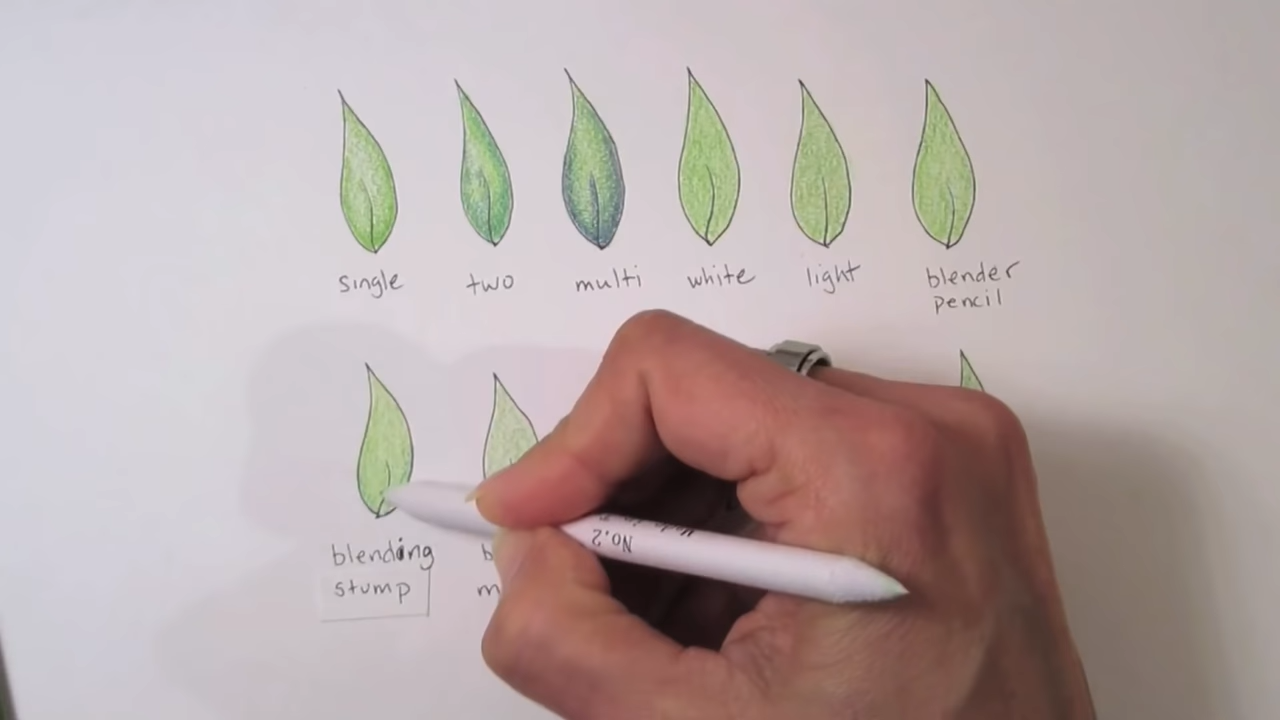 single
two
multi
white
light
blender
pencil
blending
stump
b
m
No.2